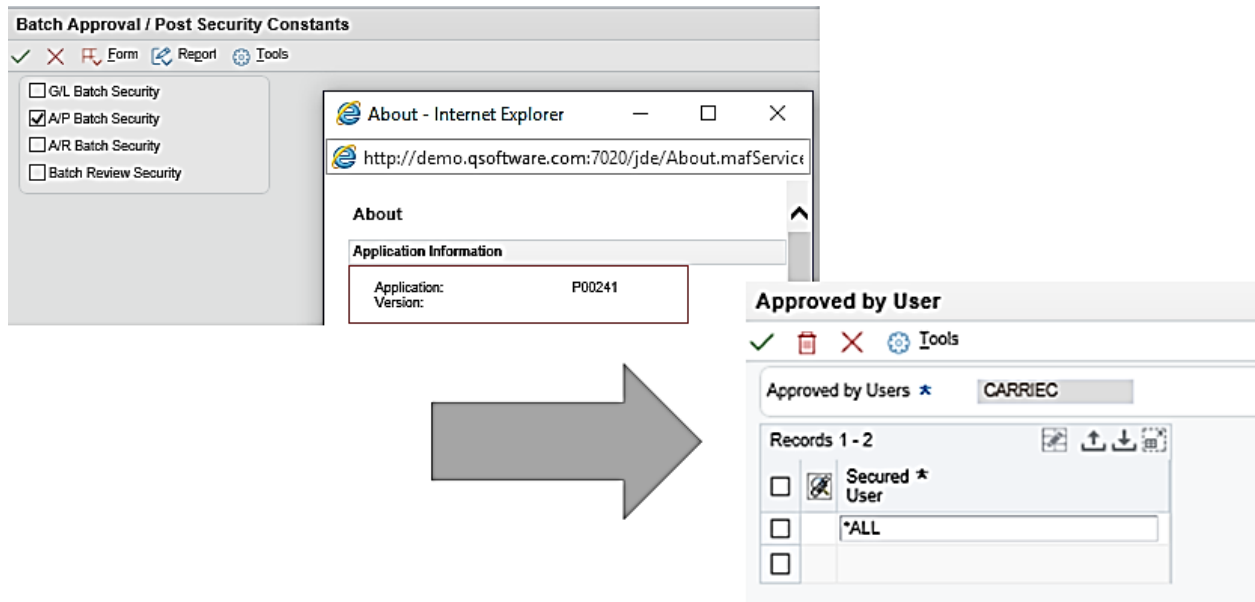 Batch Approval / Post Security Constants
Form Report Tools
G/L Batch Security
A/P Batch Security
A/R Batch Security
Batch Review Security
About - Internet Explorer
http://demo.qsoftware.com:7020/jde/About.mafService
About
Application Information
Application: P00241
Version:
Approved by User
Tools
Approved by Users * CARRIEC
Records 1 - 2
Secured *
User
*ALL